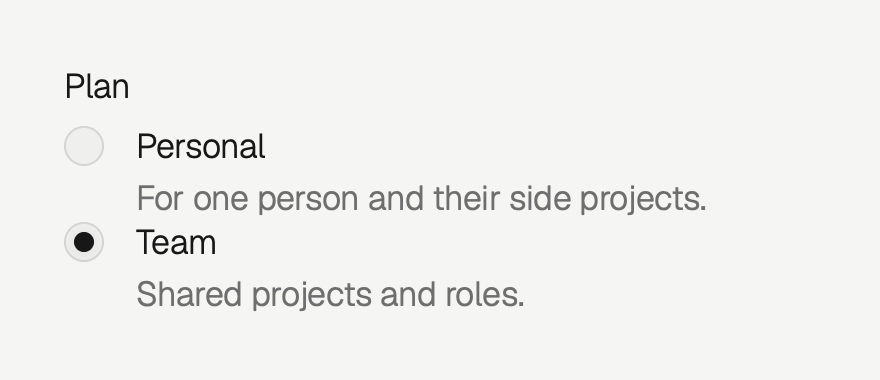 Plan
Personal
For one person and their side projects.
Team
Shared projects and roles.